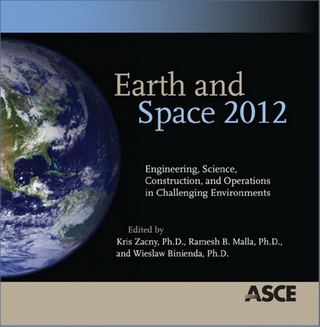 Earth and
Space 2012
Engineering, Science,
Construction, and Operations
in Challenging Environments
Edited by
Kris Zacny, Ph.D., Ramesh B. Malla, Ph.D.,
and Wieslaw Binienda, Ph.D.
ASCE